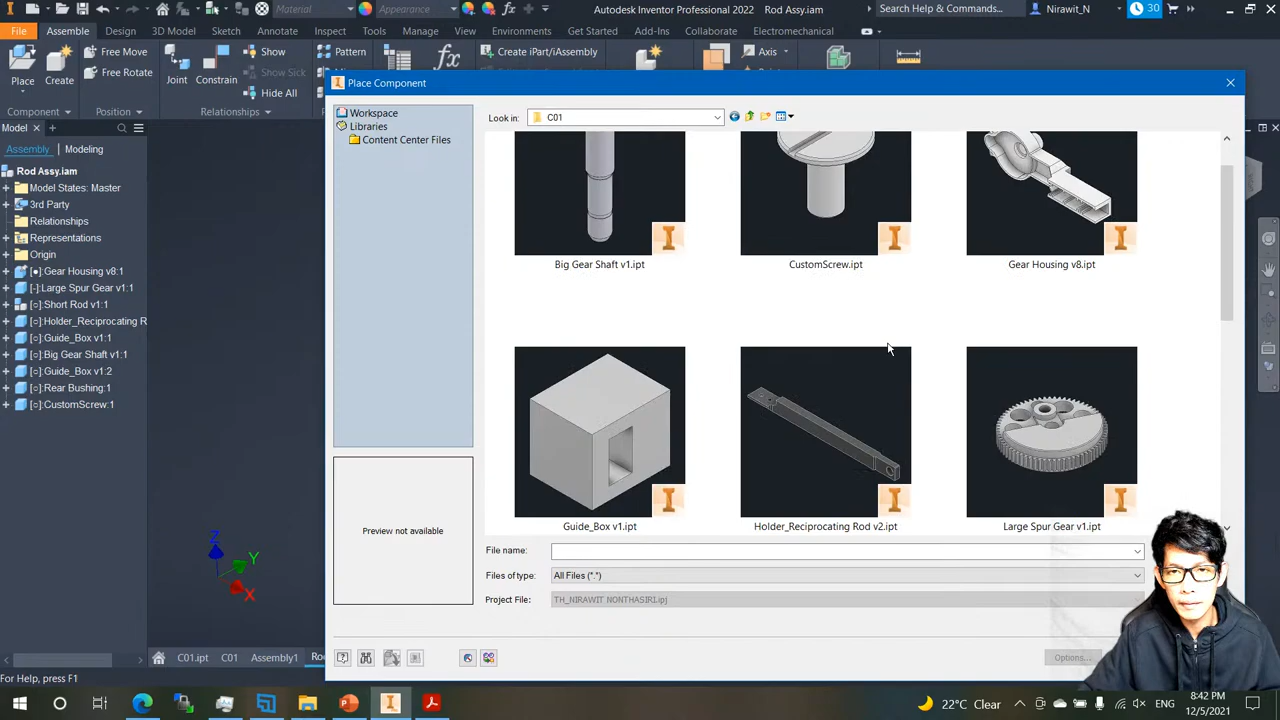 Material
Appearance
Autodesk Inventor Professional 2022 Rod Assy.iam
Search Help & Commands...
Nirawit_N
30
File
Assemble
Design
3D Model
Sketch
Annotate
Inspect
Tools
Manage
View
Environments
Get Started
Add-Ins
Collaborate
Electromechanical
Place
Create
Free Move
Free Rotate
Joint
Constrain
Show
Show Sick
Hide All
Pattern
fx
Create iPart/iAssembly
Axis
Component
Position
Relationships
Place Component
Model
Assembly
Modeling
Rod Assy.iam
Model States: Master
3rd Party
Relationships
Representations
Origin
[●]:Gear Housing v8:1
[-]:Large Spur Gear v1:1
[○]:Short Rod v1:1
[○]:Holder_Reciprocating R
[○]:Guide_Box v1:1
[○]:Big Gear Shaft v1:1
[○]:Guide_Box v1:2
[○]:Rear Bushing:1
[○]:CustomScrew:1
Z
Y
X
Workspace
Libraries
Content Center Files
Preview not available
Look in:
C01
Big Gear Shaft v1.ipt
CustomScrew.ipt
Gear Housing v8.ipt
Guide_Box v1.ipt
Holder_Reciprocating Rod v2.ipt
Large Spur Gear v1.ipt
File name:
Files of type:
All Files (*.*)
Project File:
TH_NIRAWIT NONTHASIRI.ipj
Options...
C01.ipt
C01
Assembly1
For Help, press F1
22°C Clear
ENG
8:42 PM
12/5/2021